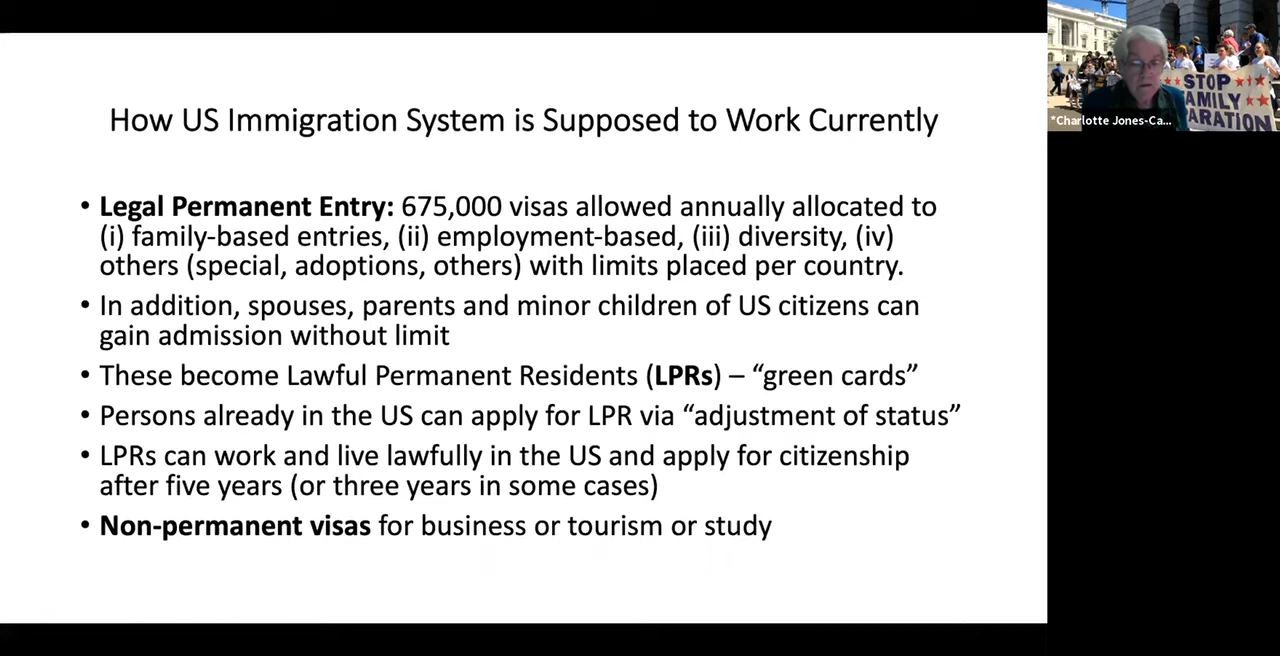 How US Immigration System is Supposed to Work Currently
• Legal Permanent Entry: 675,000 visas allowed annually allocated to
(i) family-based entries, (ii) employment-based, (iii) diversity, (iv)
others (special, adoptions, others) with limits placed per country.
• In addition, spouses, parents and minor children of US citizens can
gain admission without limit
• These become Lawful Permanent Residents (LPRs) – “green cards”
• Persons already in the US can apply for LPR via “adjustment of status”
• LPRs can work and live lawfully in the US and apply for citizenship
after five years (or three years in some cases)
• Non-permanent visas for business or tourism or study
STOP
AMILY
PARATION
*Charlotte Jones-Ca...